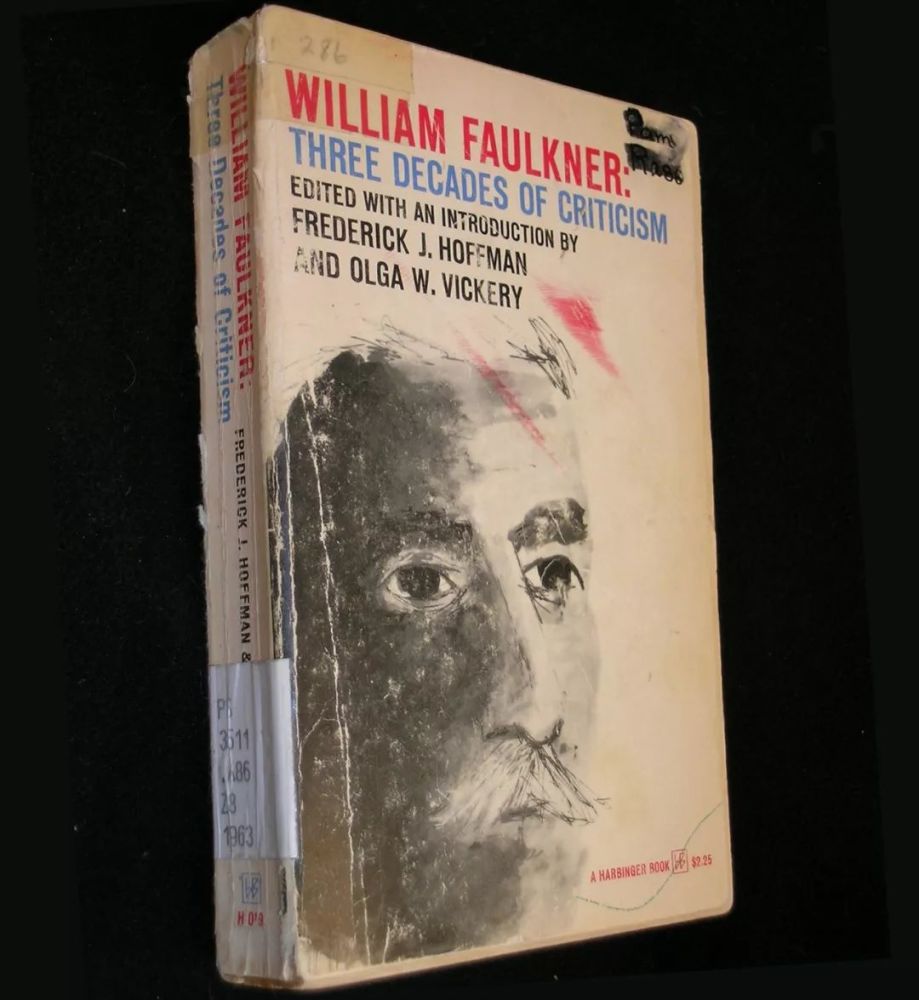 286
WILLIAM FAULKNER:
THREE DECADES OF CRITICISM
EDITED WITH AN INTRODUCTION BY
FREDERICK J. HOFFMAN
AND OLGA W. VICKERY
A HARBINGER BOOK $2.25
WILLIAM FAULKNER:
Three Decades of Criticism
FREDERICK J. HOFFMAN &
PS
3511
.A86
Z8
1963